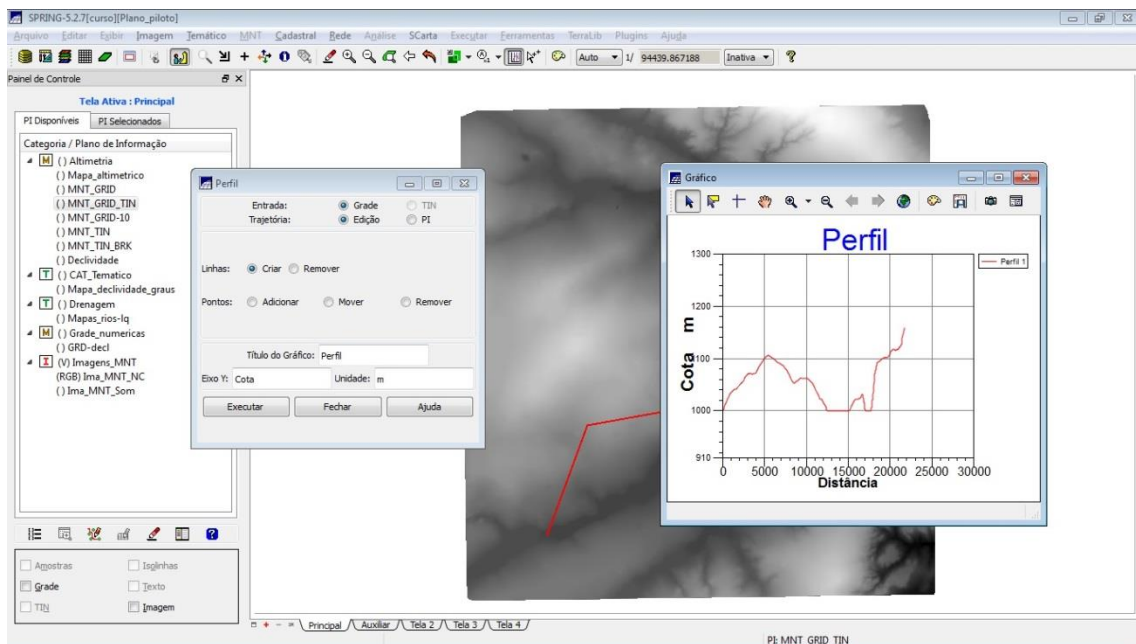 SPRING-5.2.7[curso][Plano_piloto]
Arquivo Editar Exibir Imagem Temático MNT Cadastral Rede Análise SCarta Executar Ferramentas TerraLib Plugins Ajuda
Auto 1/ 94439.867188 Inativa
Painel de Controle
Tela Ativa : Principal
PI Disponíveis PI Selecionados
Categoria / Plano de Informação
M ( ) Altimetria
( ) Mapa_altimetrico
( ) MNT_GRID
( ) MNT_GRID_TIN
( ) MNT_GRID-10
( ) MNT_TIN
( ) MNT_TIN_BRK
( ) Declividade
T ( ) CAT_Tematico
( ) Mapa_declividade_graus
T ( ) Drenagem
( ) Mapas_rios-lq
M ( ) Grade_numericas
( ) GRD-decl
I (V) Imagens_MNT
(RGB) Ima_MNT_NC
( ) Ima_MNT_Som
Amostras Isolinhas
Grade Texto
TIN Imagem
Perfil
Entrada: Grade TIN
Trajetória: Edição PI
Linhas: Criar Remover
Pontos: Adicionar Mover Remover
Título do Gráfico: Perfil
Eixo Y: Cota Unidade: m
Executar Fechar Ajuda
Gráfico
Perfil
Perfil 1
Cota m
1300
1200
1100
1000
910
0 5000 10000 15000 20000 25000 30000
Distância
Principal Auxiliar Tela 2 Tela 3 Tela 4
PI: MNT_GRID_TIN